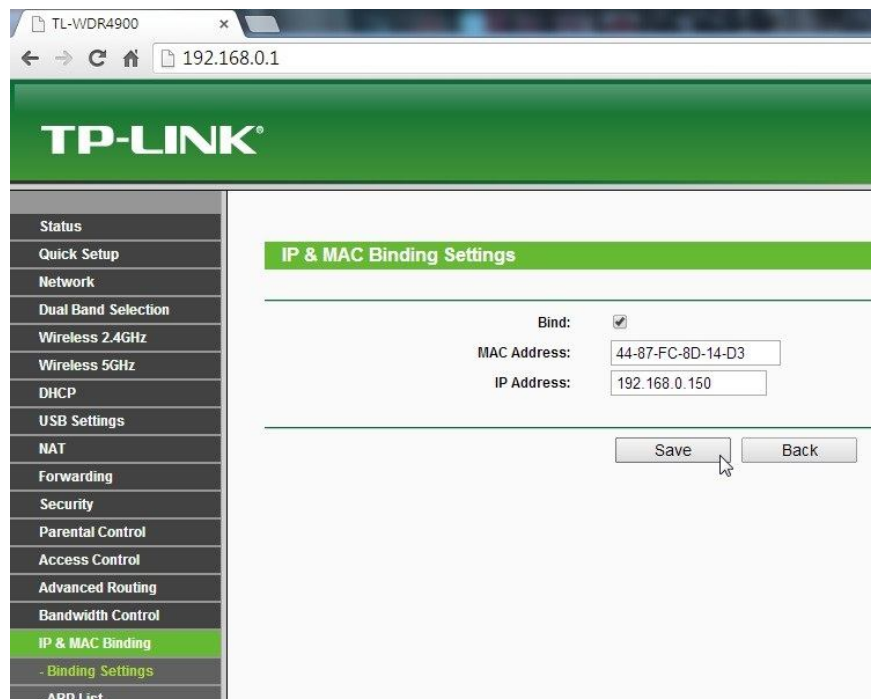 TL-WDR4900
192.168.0.1
TP-LINK®
Status
Quick Setup
Network
Dual Band Selection
Wireless 2.4GHz
Wireless 5GHz
DHCP
USB Settings
NAT
Forwarding
Security
Parental Control
Access Control
Advanced Routing
Bandwidth Control
IP & MAC Binding
- Binding Settings
- ARP List
IP & MAC Binding Settings
Bind:
MAC Address: 44-87-FC-8D-14-D3
IP Address: 192.168.0.150
Save Back